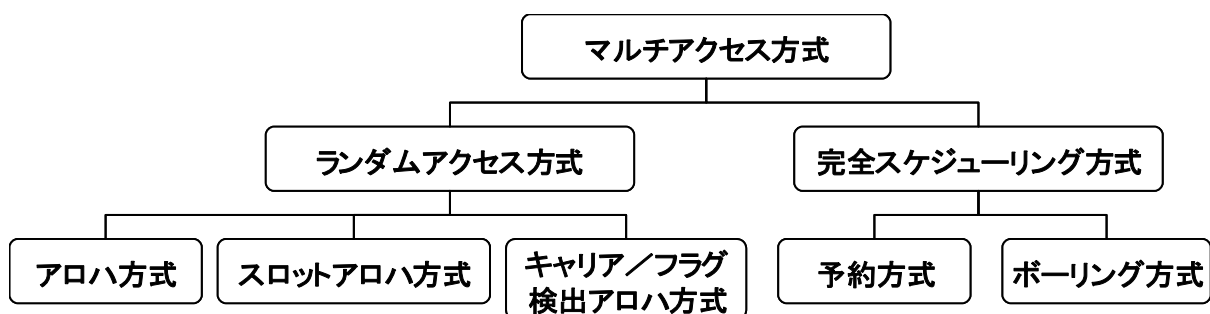 マルチアクセス方式
ランダムアクセス方式
完全スケジューリング方式
アロハ方式
スロットアロハ方式
キャリア／フラグ
検出アロハ方式
予約方式
ボーリング方式